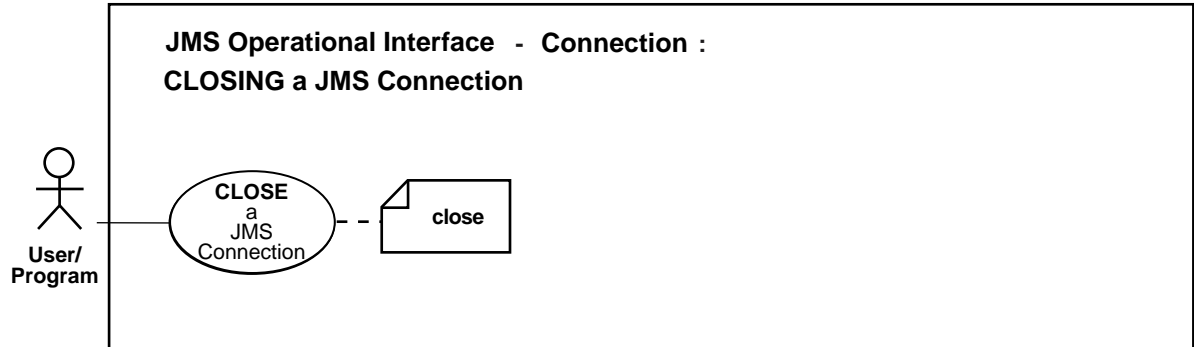 JMS Operational Interface - Connection :
CLOSING a JMS Connection
CLOSE
a
JMS
Connection
close
User/
Program